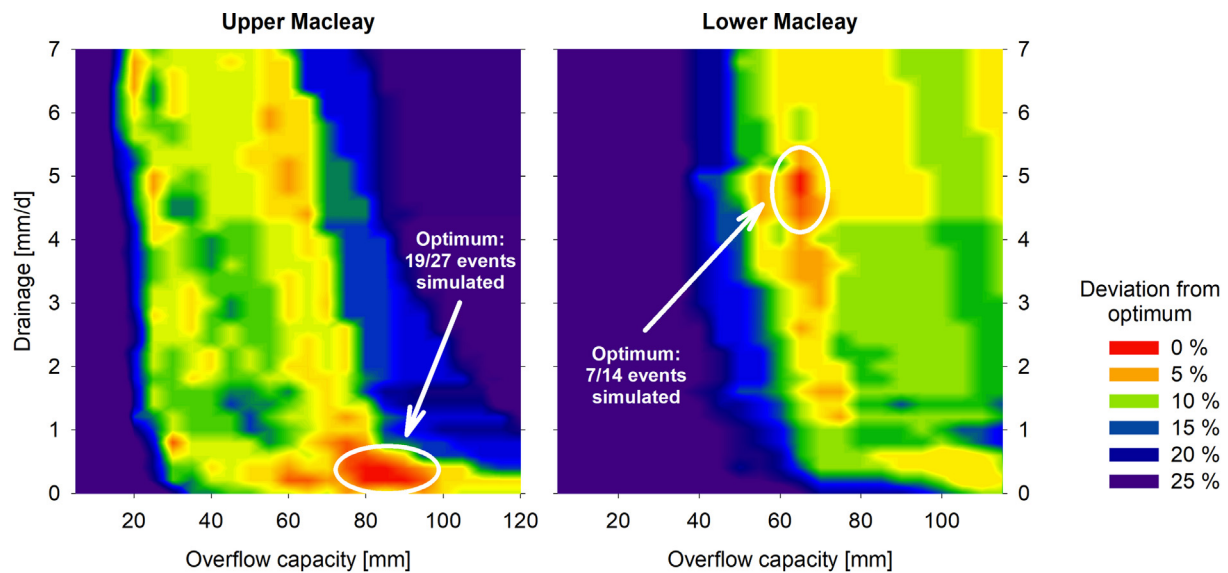 Upper Macleay
Lower Macleay
7
6
5
4
3
2
1
0
Drainage [mm/d]
Optimum:
19/27 events
simulated
20
40
60
80
100
120
Overflow capacity [mm]
Optimum:
7/14 events
simulated
7
6
5
4
3
2
1
0
20
40
60
80
100
Overflow capacity [mm]
Deviation from
optimum
0 %
5 %
10 %
15 %
20 %
25 %